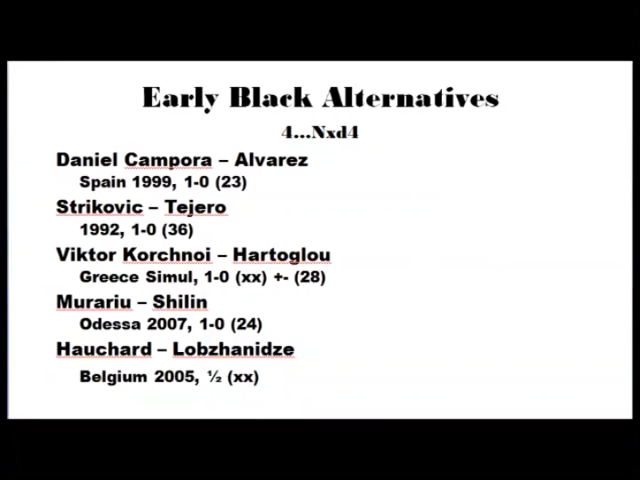 Early Black Alternatives
4...Nxd4
Daniel Campora – Alvarez
Spain 1999, 1-0 (23)
Strikovic – Tejero
1992, 1-0 (36)
Viktor Korchnoi – Hartoglou
Greece Simul, 1-0 (xx) +- (28)
Murariu – Shilin
Odessa 2007, 1-0 (24)
Hauchard – Lobzhanidze
Belgium 2005, ½ (xx)